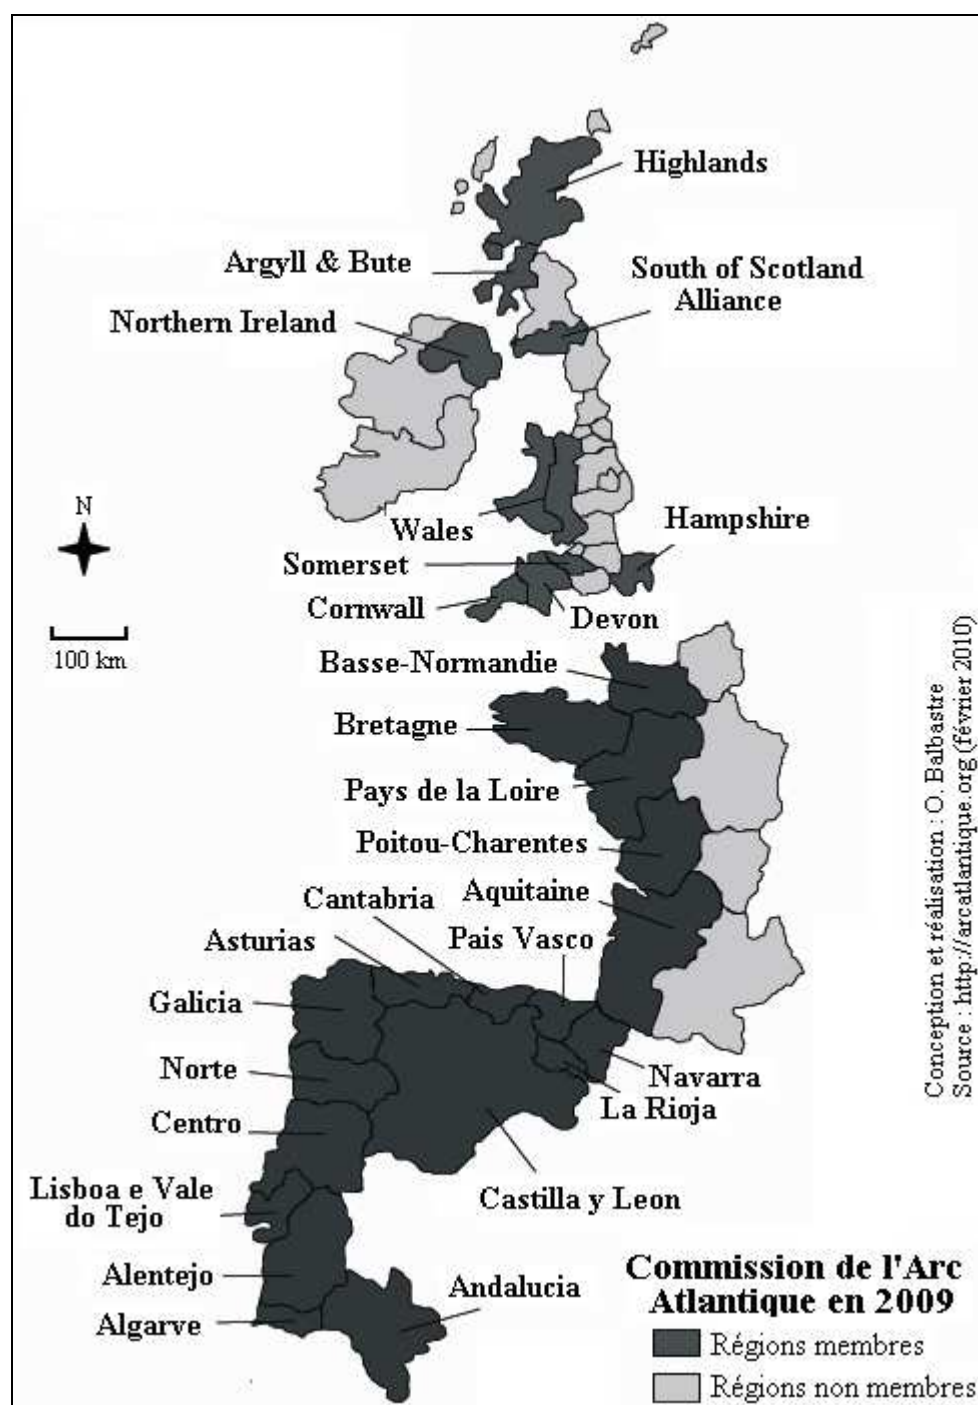 Highlands
Argyll & Bute
South of Scotland
Alliance
Northern Ireland
N
Wales
Hampshire
Somerset
Cornwall
Devon
100 km
Basse-Normandie
Bretagne
Pays de la Loire
Poitou-Charentes
Aquitaine
Cantabria
Pais Vasco
Asturias
Galicia
Norte
Navarra
La Rioja
Centro
Lisboa e Vale
do Tejo
Castilla y Leon
Alentejo
Andalucia
Algarve
Conception et réalisation : O. Balbastre
Source : http://arcatlantique.org (février 2010)
Commission de l'Arc
Atlantique en 2009
Régions membres
Régions non membres